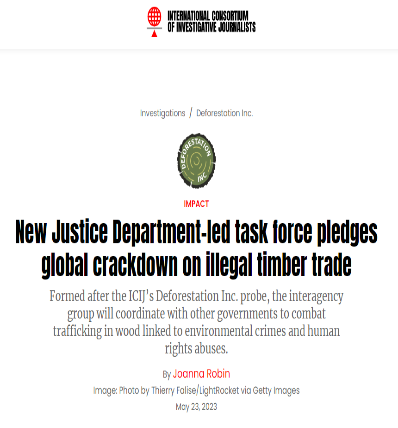 INTERNATIONAL CONSORTIUM
OF INVESTIGATIVE JOURNALISTS
Investigations / Deforestation Inc.
DEFORESTATION
INC
IMPACT
New Justice Department-led task force pledges
global crackdown on illegal timber trade
Formed after the ICIJ's Deforestation Inc. probe, the interagency
group will coordinate with other governments to combat
trafficking in wood linked to environmental crimes and human
rights abuses.
By Joanna Robin
Image: Photo by Thierry Falise/LightRocket via Getty Images
May 23, 2023